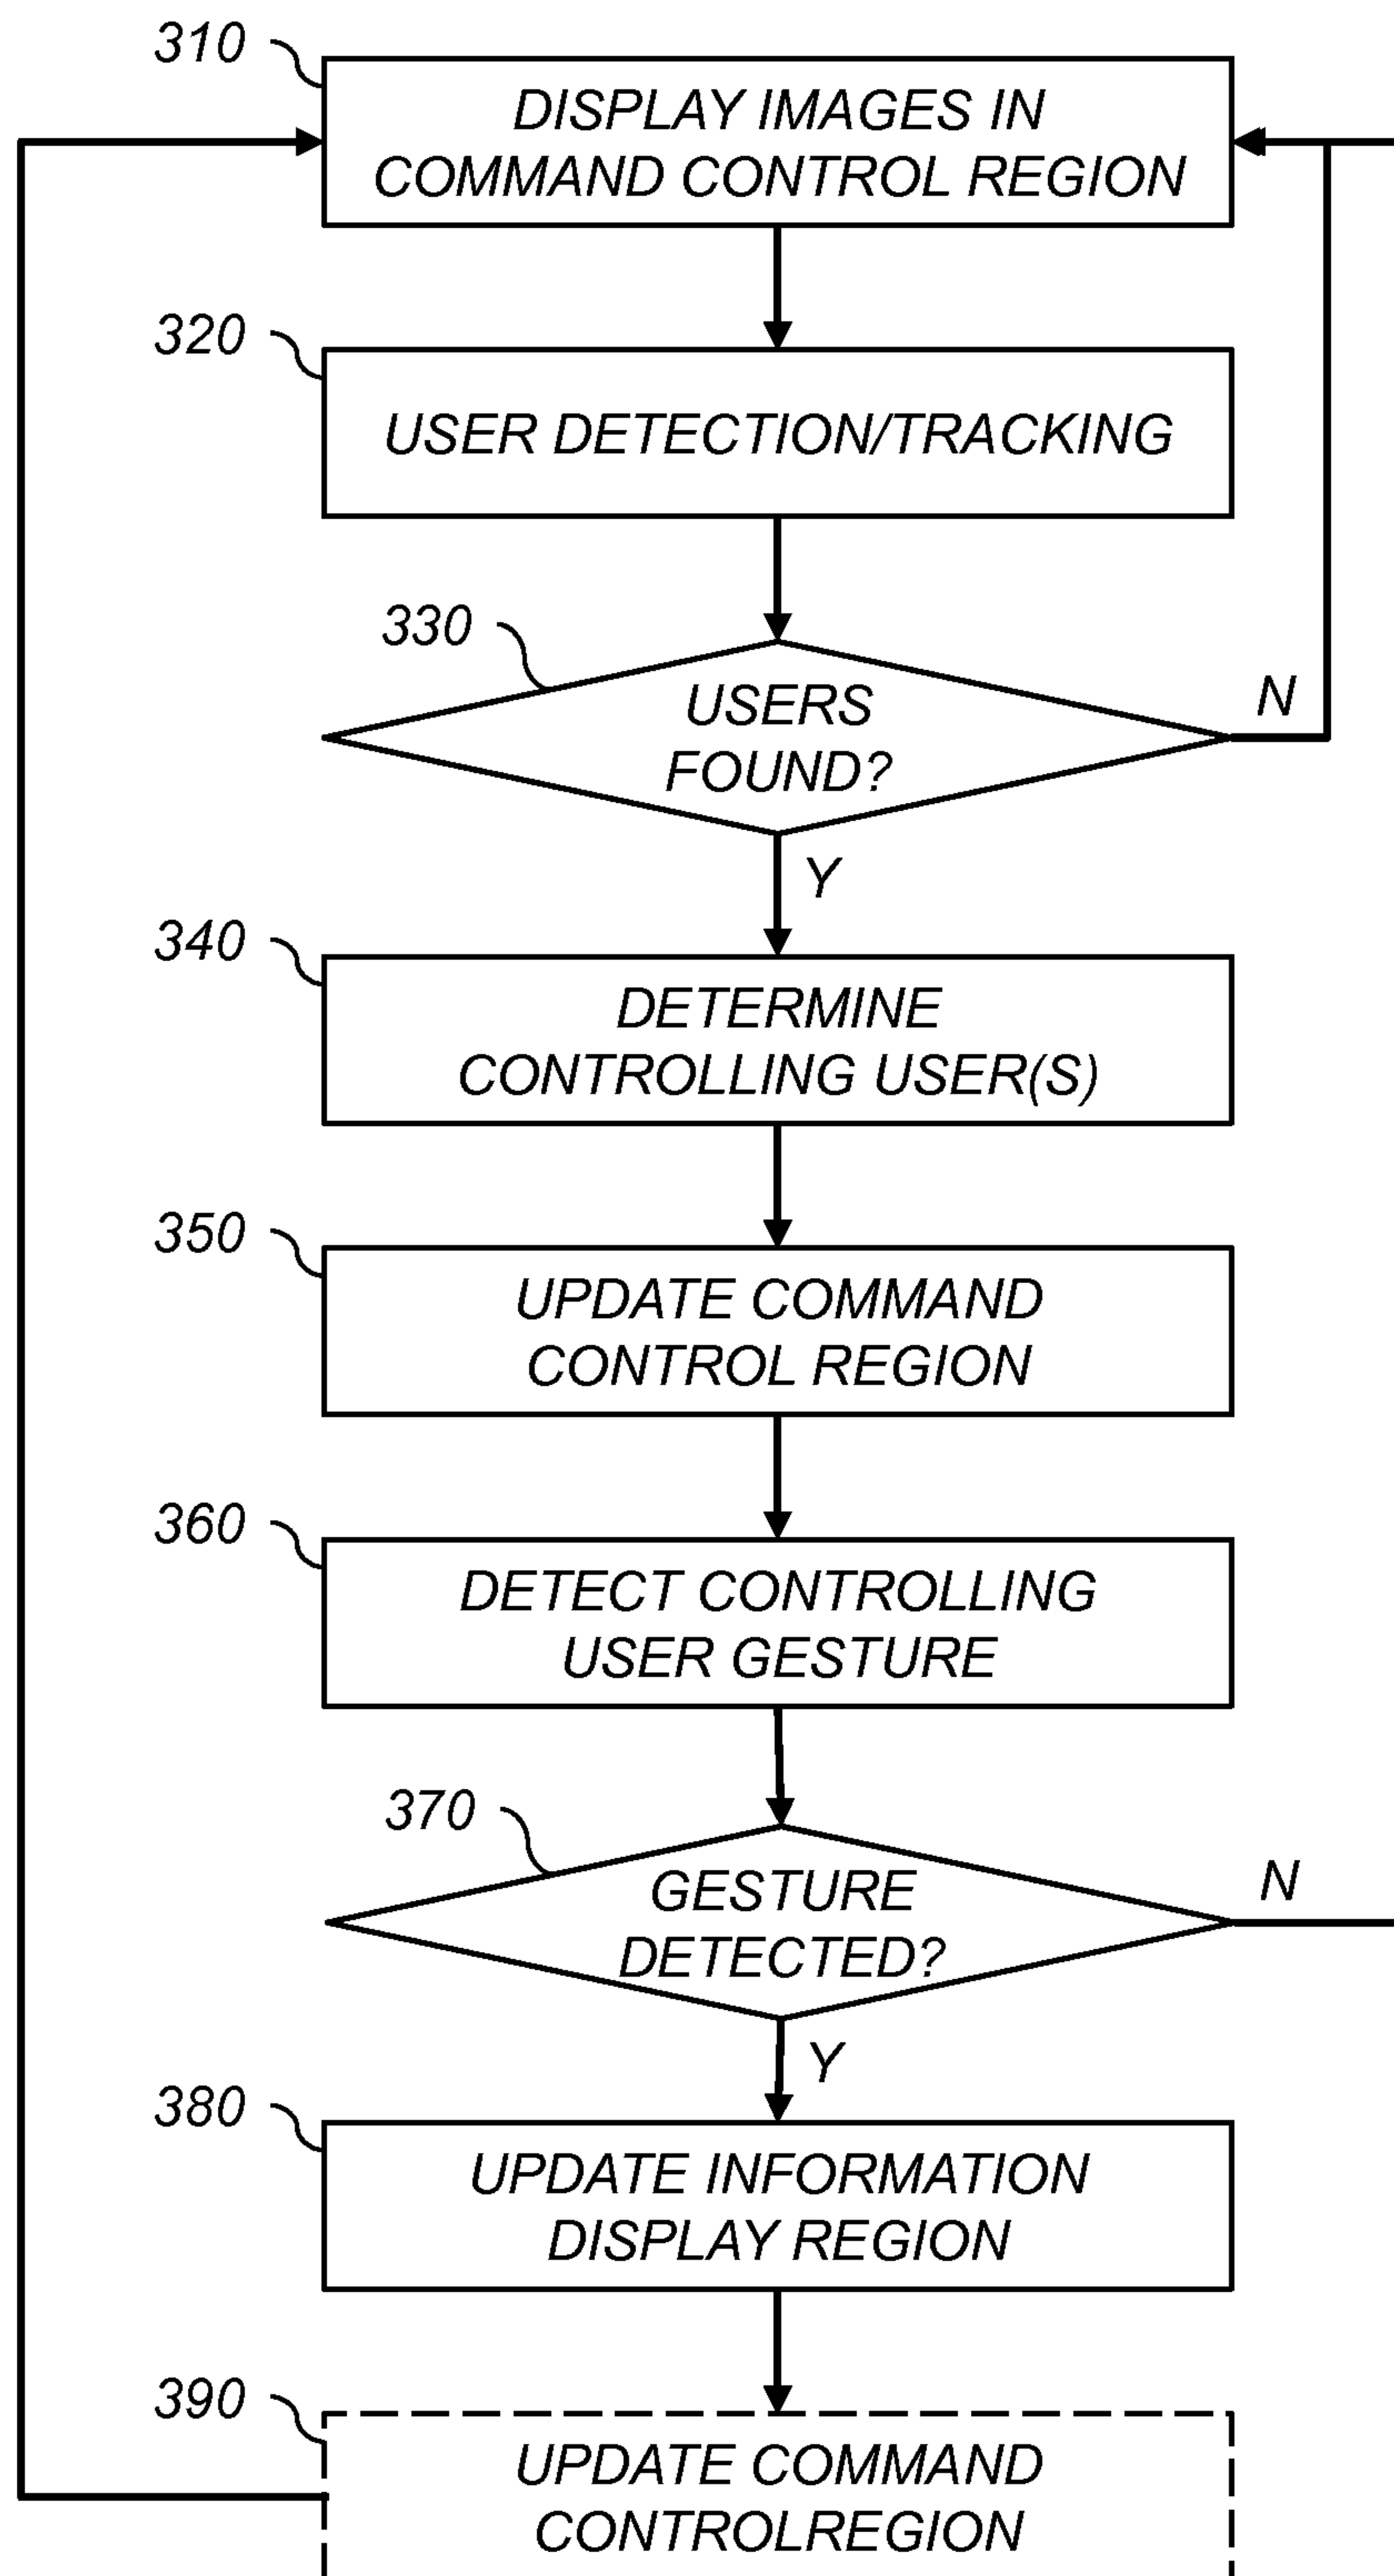 310
DISPLAY IMAGES IN
COMMAND CONTROL REGION
320
USER DETECTION/TRACKING
330
USERS
FOUND?
N
Y
340
DETERMINE
CONTROLLING USER(S)
350
UPDATE COMMAND
CONTROL REGION
360
DETECT CONTROLLING
USER GESTURE
370
GESTURE
DETECTED?
N
Y
380
UPDATE INFORMATION
DISPLAY REGION
390
UPDATE COMMAND
CONTROLREGION